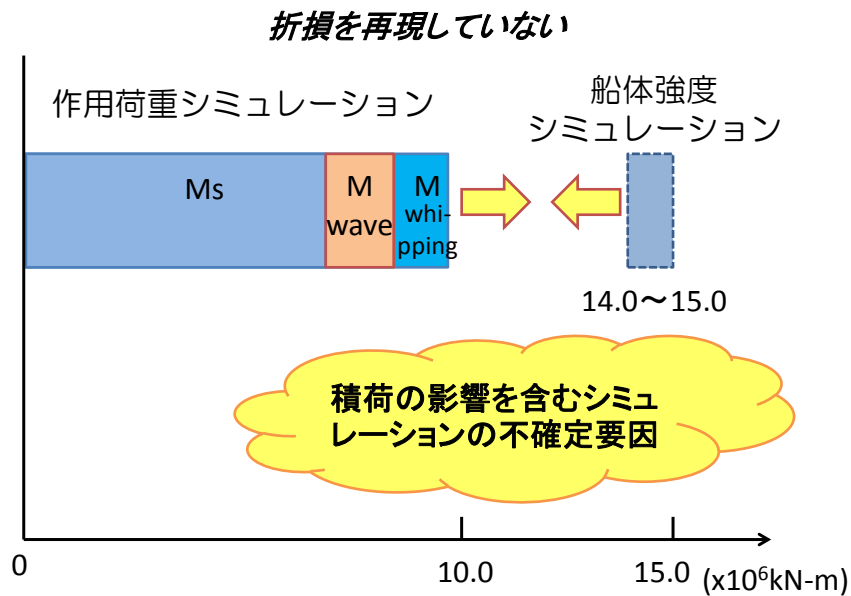 折損を再現していない
作用荷重シミュレーション
船体強度
シミュレーション
Ms
M
wave
M
whi-
pping
14.0～15.0
積荷の影響を含むシミュ
レーションの不確定要因
0
10.0
15.0
(x10⁶kN-m)